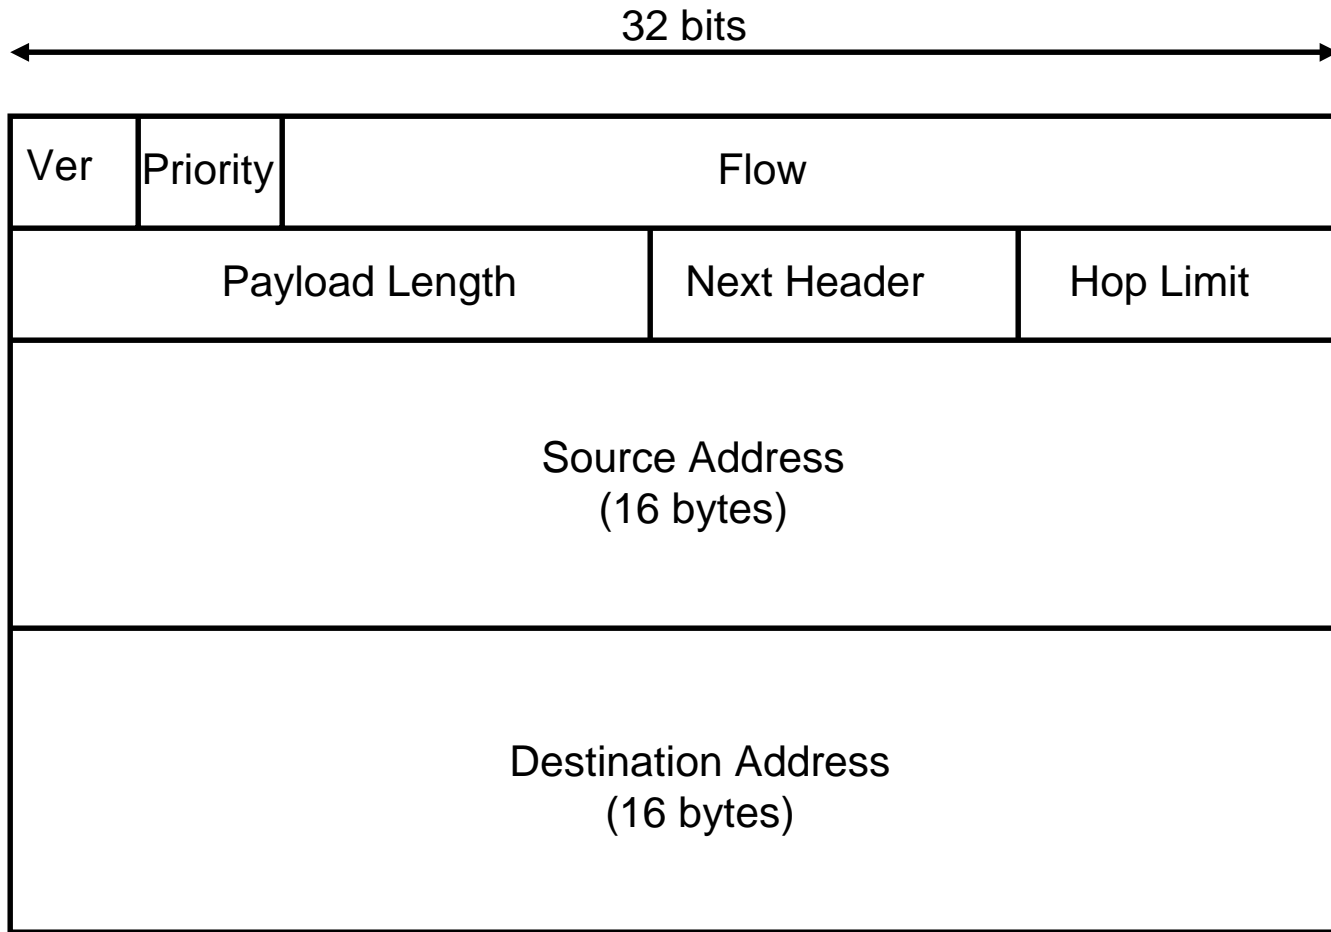 32 bits
Ver Priority Flow
Payload Length Next Header Hop Limit
Source Address
(16 bytes)
Destination Address
(16 bytes)